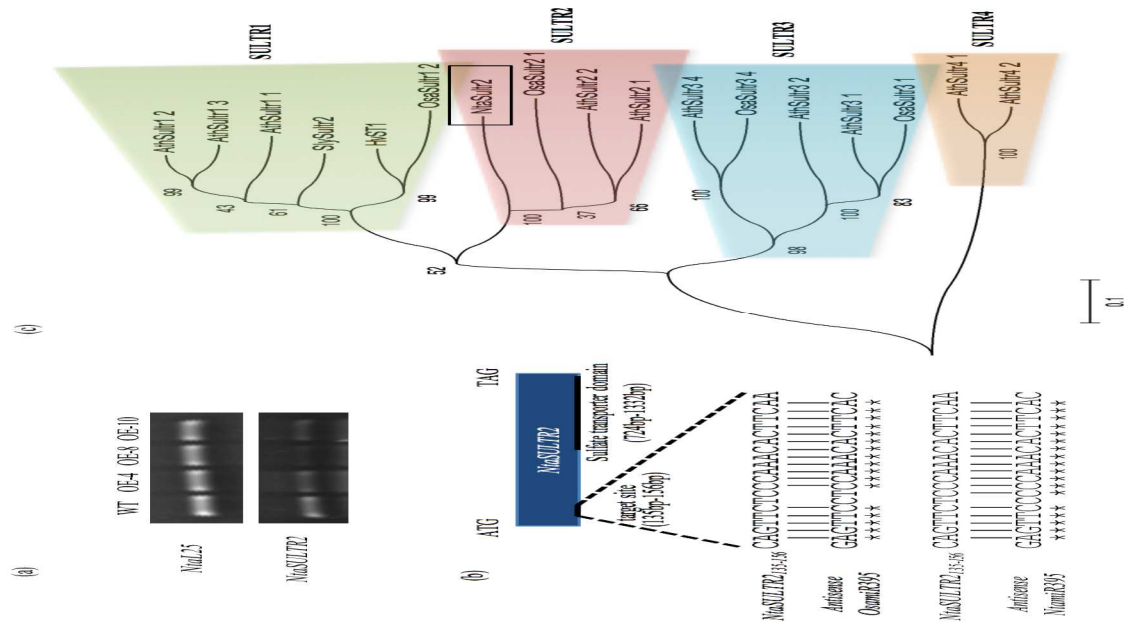 (a)
WT OE-4 OE-8 OE-10
NtaL25
NtaSULTR2
(b)
ATG
TAG
NtaSULTR2
target site
(135bp-156bp)
Sulfate transporter domain
(724bp-1332bp)
NtaSULTR2135-156
CAGTTCTCCCAAACACTTCAA
Antisense
GAGTTCCTCCAAACACTTCAC
OsamiR395
***** **************
NtaSULTR2135-156
CAGTTCTCCCAAACACTTCAA
Antisense
GAGTTCCCCCAAACACTTCAC
NtamiR395
***** **************
(c)
SULTR1
AthSultr1 2
AthSultr1 3
AthSultr1 1
SlySultr2
HvST1
OsaSultr1 2
99
43
61
100
99
52
SULTR2
NtaSultr2
OsaSultr2 1
AthSultr2 2
AthSultr2 1
100
37
66
SULTR3
AthSultr3 4
OsaSultr3 4
AthSultr3 2
AthSultr3 1
OsaSultr3 1
100
98
100
83
SULTR4
AthSultr4 1
AthSultr4 2
100
0.1